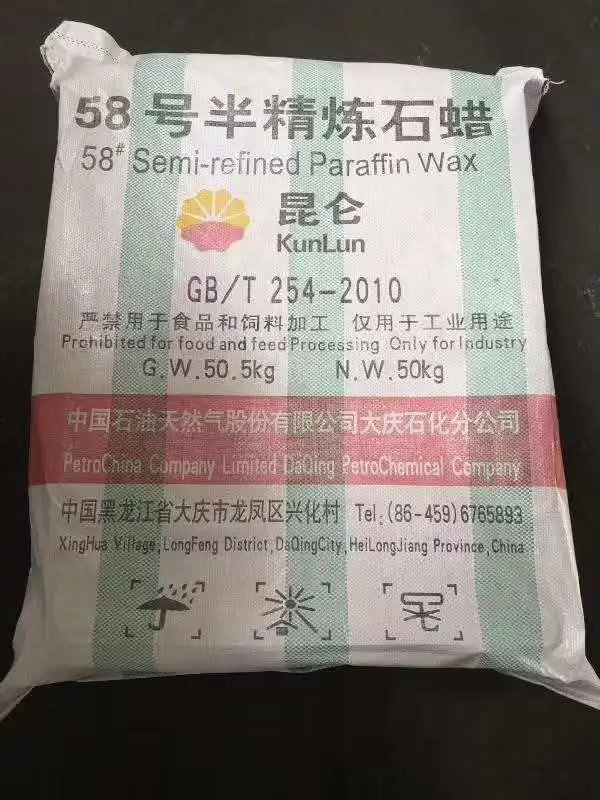 58号半精炼石蜡
58# Semi-refined Paraffin Wax
昆仑
KunLun
GB/T 254-2010
严禁用于食品和饲料加工 仅用于工业用途
Prohibited for food and feed Processing Only for Industry
G.W.50.5kg N.W.50kg
中国石油天然气股份有限公司大庆石化分公司
PetroChina Company Limited DaQing PetroChemical Company
中国黑龙江省大庆市龙凤区兴化村 Tel:(86-459)6765893
XingHua Village,LongFeng District,DaQingCity,HeiLongJiang Province,China